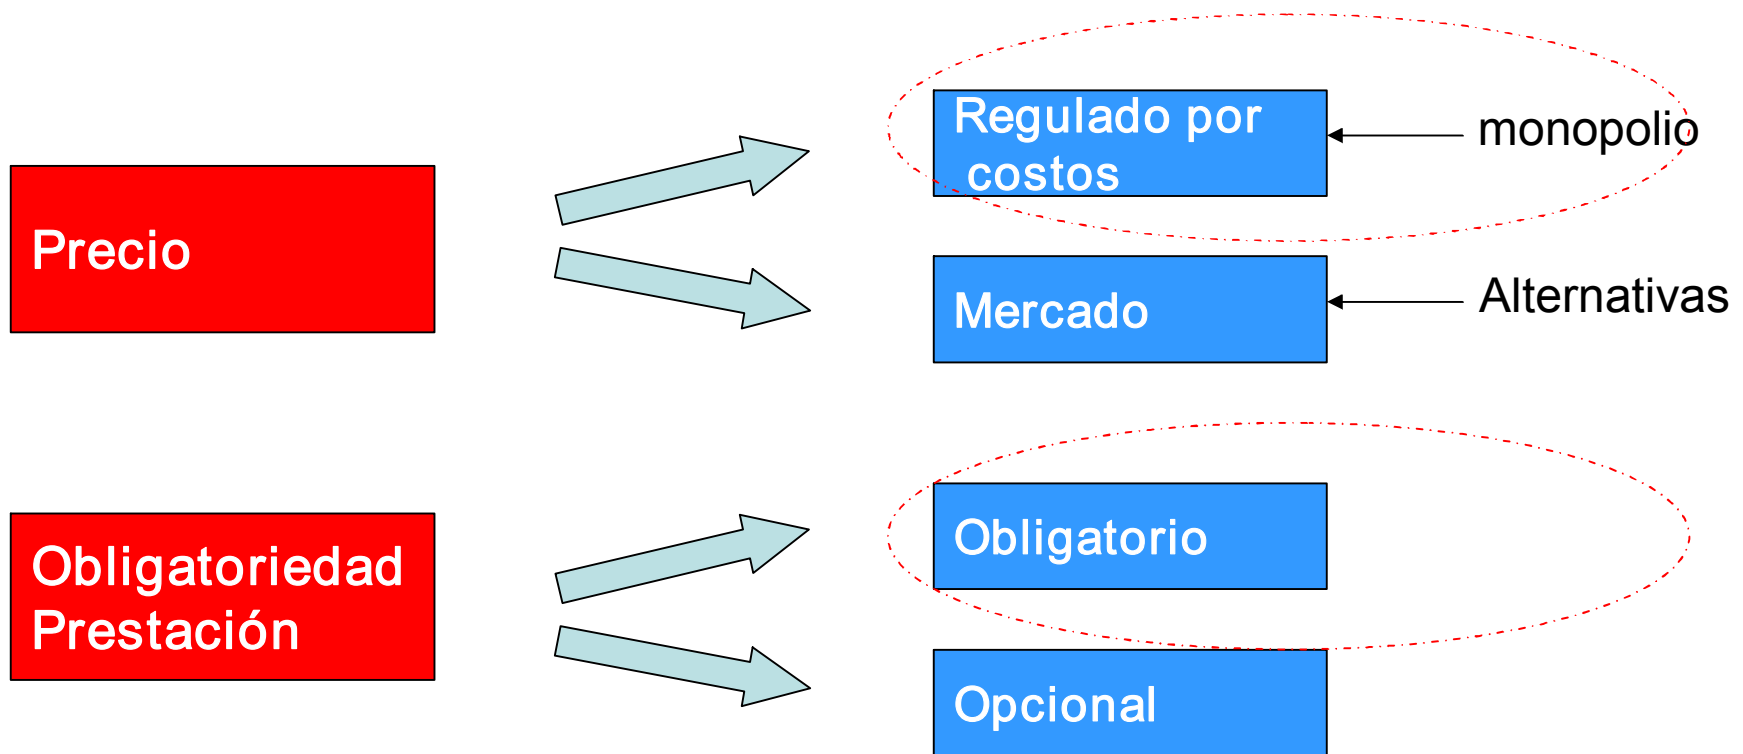 Precio
Regulado por
costos
monopolio
Mercado
Alternativas
Obligatoriedad
Prestación
Obligatorio
Opcional